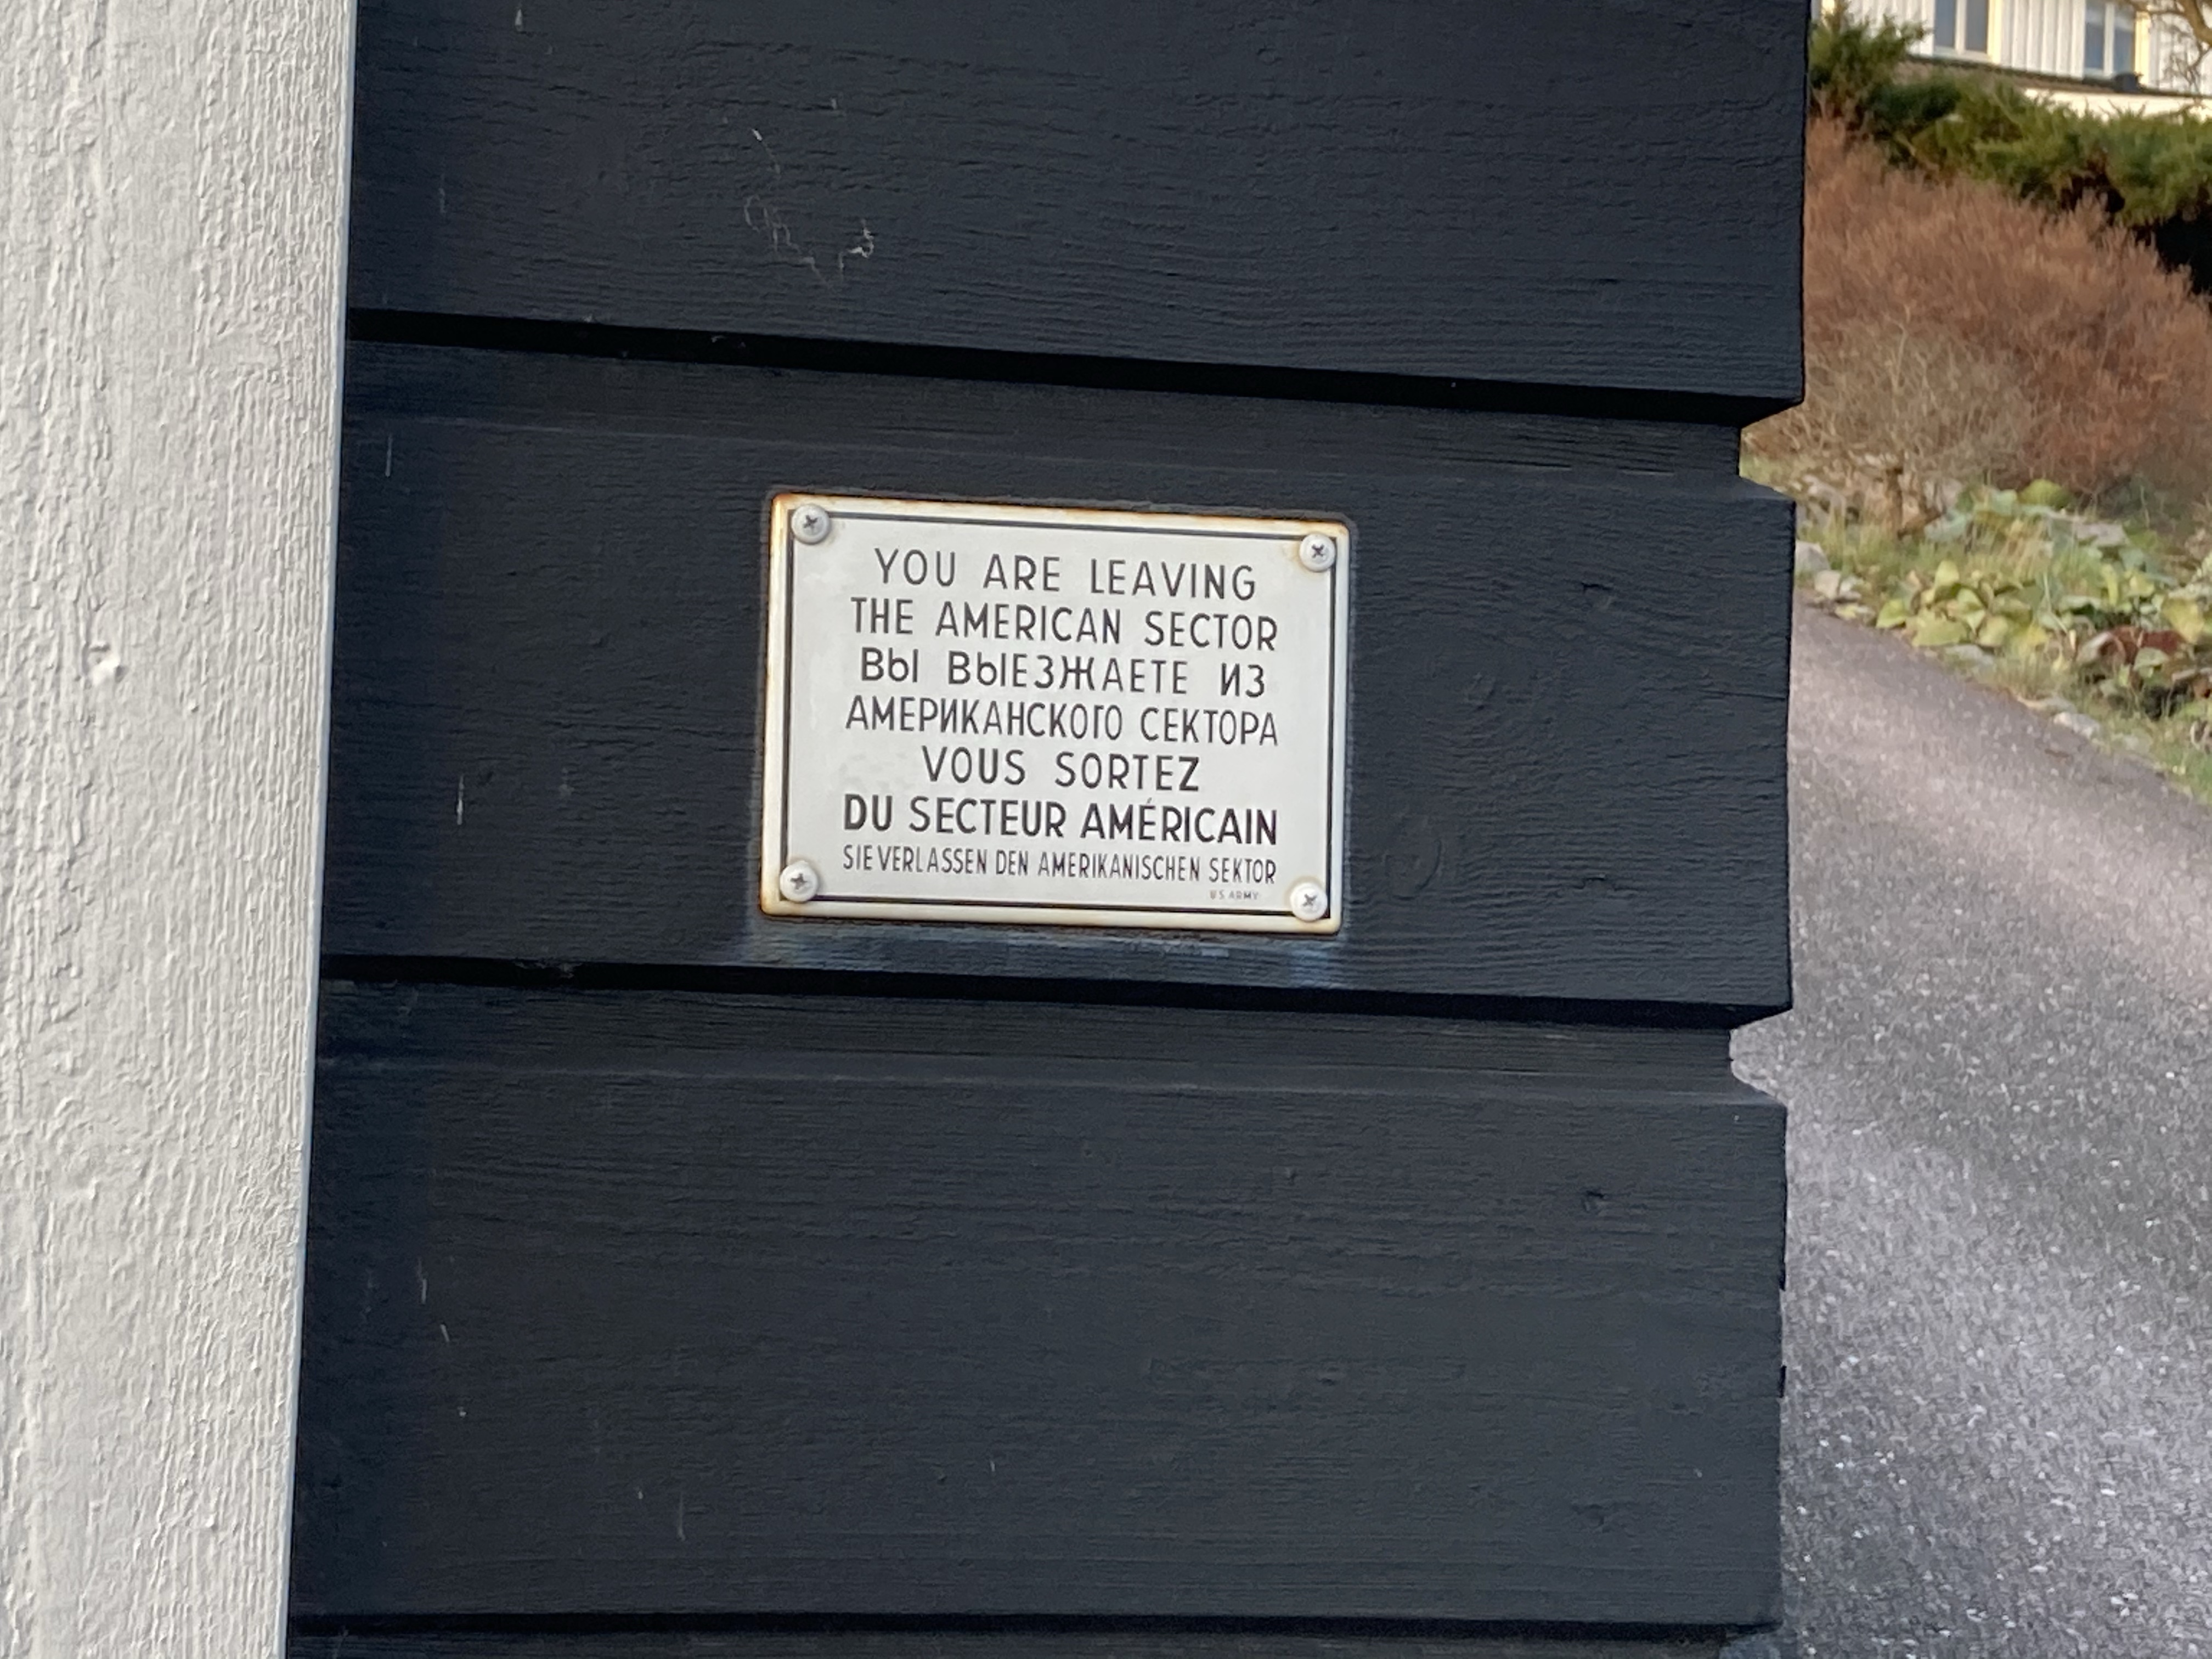 YOU ARE LEAVING
THE AMERICAN SECTOR
ВЫ ВЫЕЗЖАЕТЕ ИЗ
АМЕРИКАНСКОГО СЕКТОРА
VOUS SORTEZ
DU SECTEUR AMÉRICAIN
SIE VERLASSEN DEN AMERIKANISCHEN SEKTOR
US ARMY